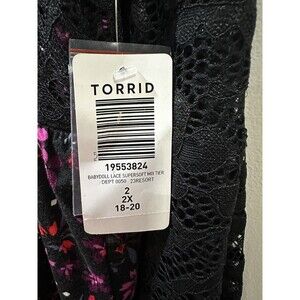 TORRID
19553824
BABYDOLL LACE SUPERSOFT MIX TIER
DEPT 0050 23RESORT
2
2X
18-20